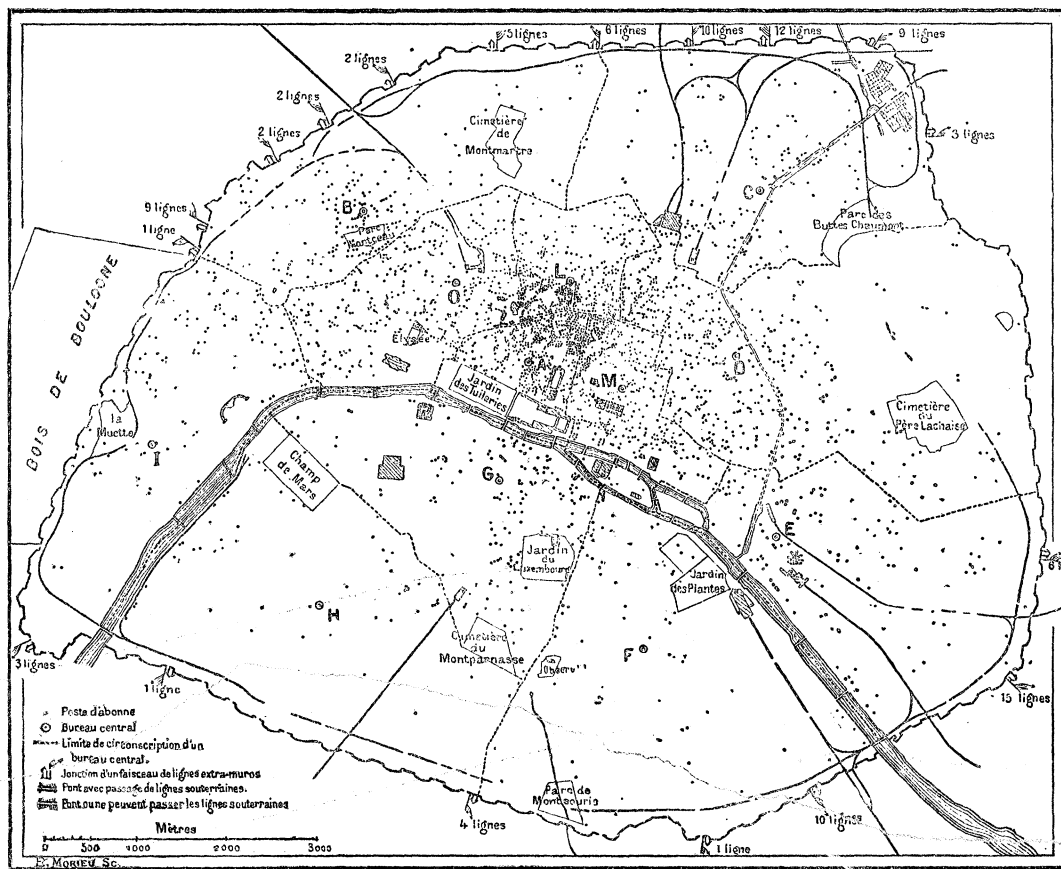 5 lignes
6 lignes
10 lignes
12 lignes
9 lignes
2 lignes
2 lignes
2 lignes
3 lignes
9 lignes
1 ligne
Cimetière
de
Montmartre
C
B
Parc
Monceau
Parc des
Buttes Chaumont
BOIS DE BOULOGNE
L
O
Elysée
A
M
D
Jardin
des Tuileries
la
Muette
I
Champ
de Mars
G
Cimetière
du
Père Lachaise
E
Jardin
du
Luxembourg
Jardin
des Plantes
H
Cimetière
du
Montparnasse
F
3 lignes
1 ligne
15 lignes
Poste d'abonné
Bureau central
Limite de circonscription d'un
bureau central.
Jonction d'un faisceau de lignes extra-muros
Pont avec passage de lignes souterraines.
Pont où ne peuvent passer les lignes souterraines
Parc de
Montsouris
4 lignes
10 lignes
1 ligne
Mètres
0 500 1000 2000 3000
E. MORIEU SC.